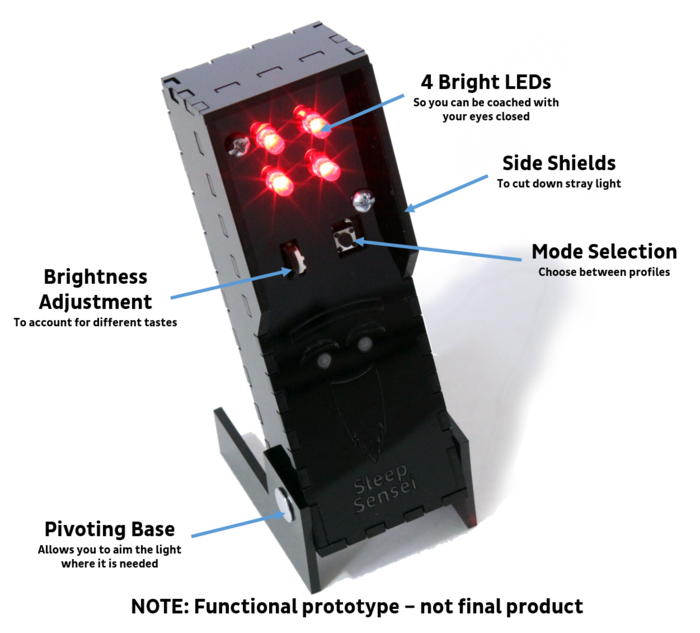 4 Bright LEDs
So you can be coached with
your eyes closed
Side Shields
To cut down stray light
Mode Selection
Choose between profiles
Brightness
Adjustment
To account for different tastes
Sleep
Sensei
Pivoting Base
Allows you to aim the light
where it is needed
NOTE: Functional prototype – not final product